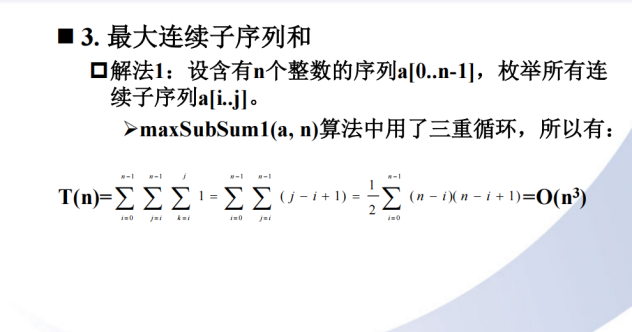 ■ 3. 最大连续子序列和
❑解法1：设含有n个整数的序列a[0..n-1]，枚举所有连
续子序列a[i..j]。
➢maxSubSum1(a, n)算法中用了三重循环，所以有：
T(n)=∑_{i=0}^{n-1} ∑_{j=i}^{n-1} ∑_{k=i}^{j} 1 = ∑_{i=0}^{n-1} ∑_{j=i}^{n-1} (j-i+1) = 1/2 ∑_{i=0}^{n-1} (n-i)(n-i+1)=O(n³)